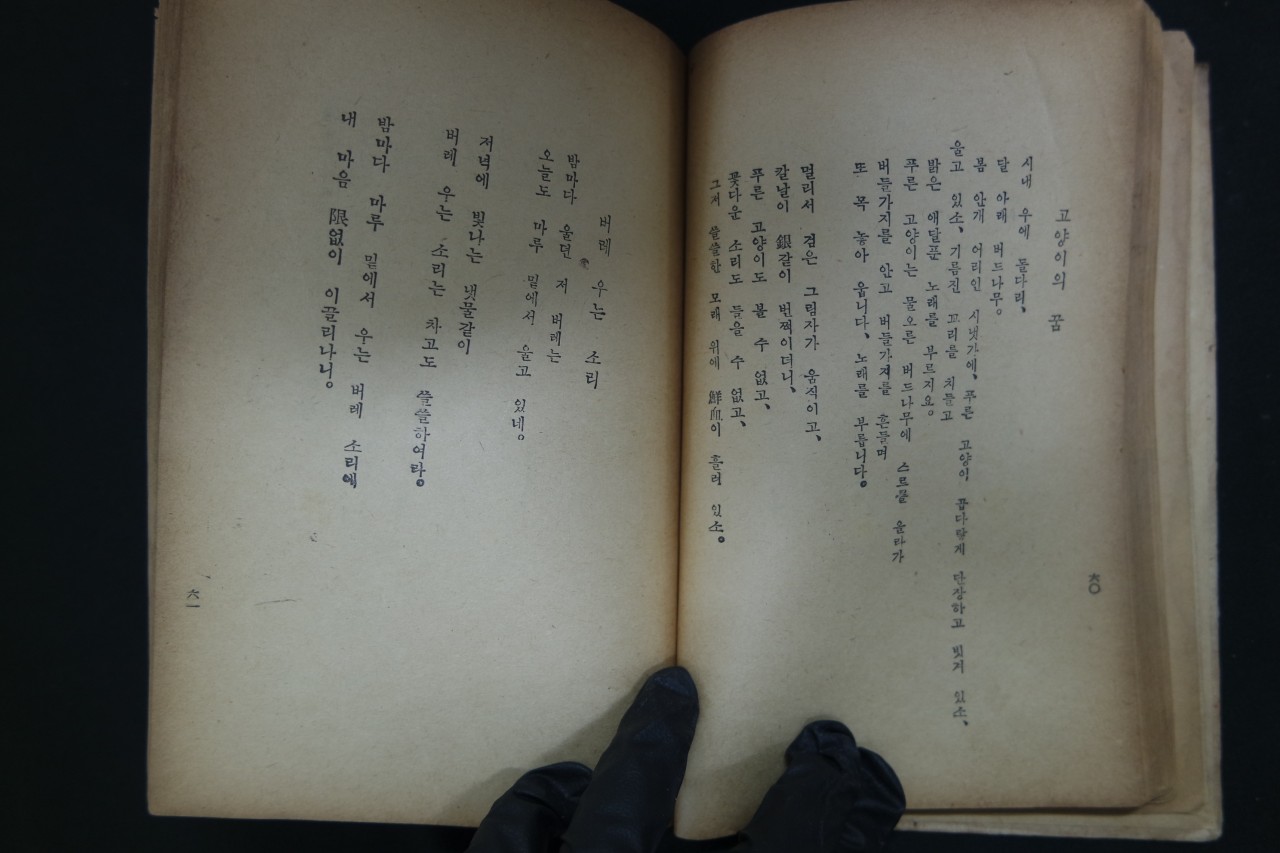 고양이의 꿈
시내 우에 돌다리,
달 아래 버드나무。
봄 안개 어리인 시냇가에, 푸른 고양이 곱다랗게 단장하고 빗기 있소,
울고 있소, 기름진 꼬리를 치들고
밝은 애달푼 노래를 부르지요。
푸른 고양이는 물오른 버드나무에 스르를 올라가
버들가지를 안고 버들가지를 흔들며
또 목 놓아 웁니다, 노래를 부릅니다。
멀리서 검은 그림자가 움직이고,
칼날이 銀같이 번쩍이더니,
푸른 고양이도 볼 수 없고,
꽃다운 소리도 들을 수 없고,
그저 쓸쓸한 모래 위에 鮮血이 흘러 있소。
六〇
버레 우는 소리
밤마다 울던 저 버레는
오늘도 마루 밑에서 울고 있네。
저녁에 빛나는 냇물같이
버레 우는 소리는 차고도 쓸쓸하여라。
밤마다 마루 밑에서 우는 버레 소리에
내 마음 限없이 이끌리나니。
六一